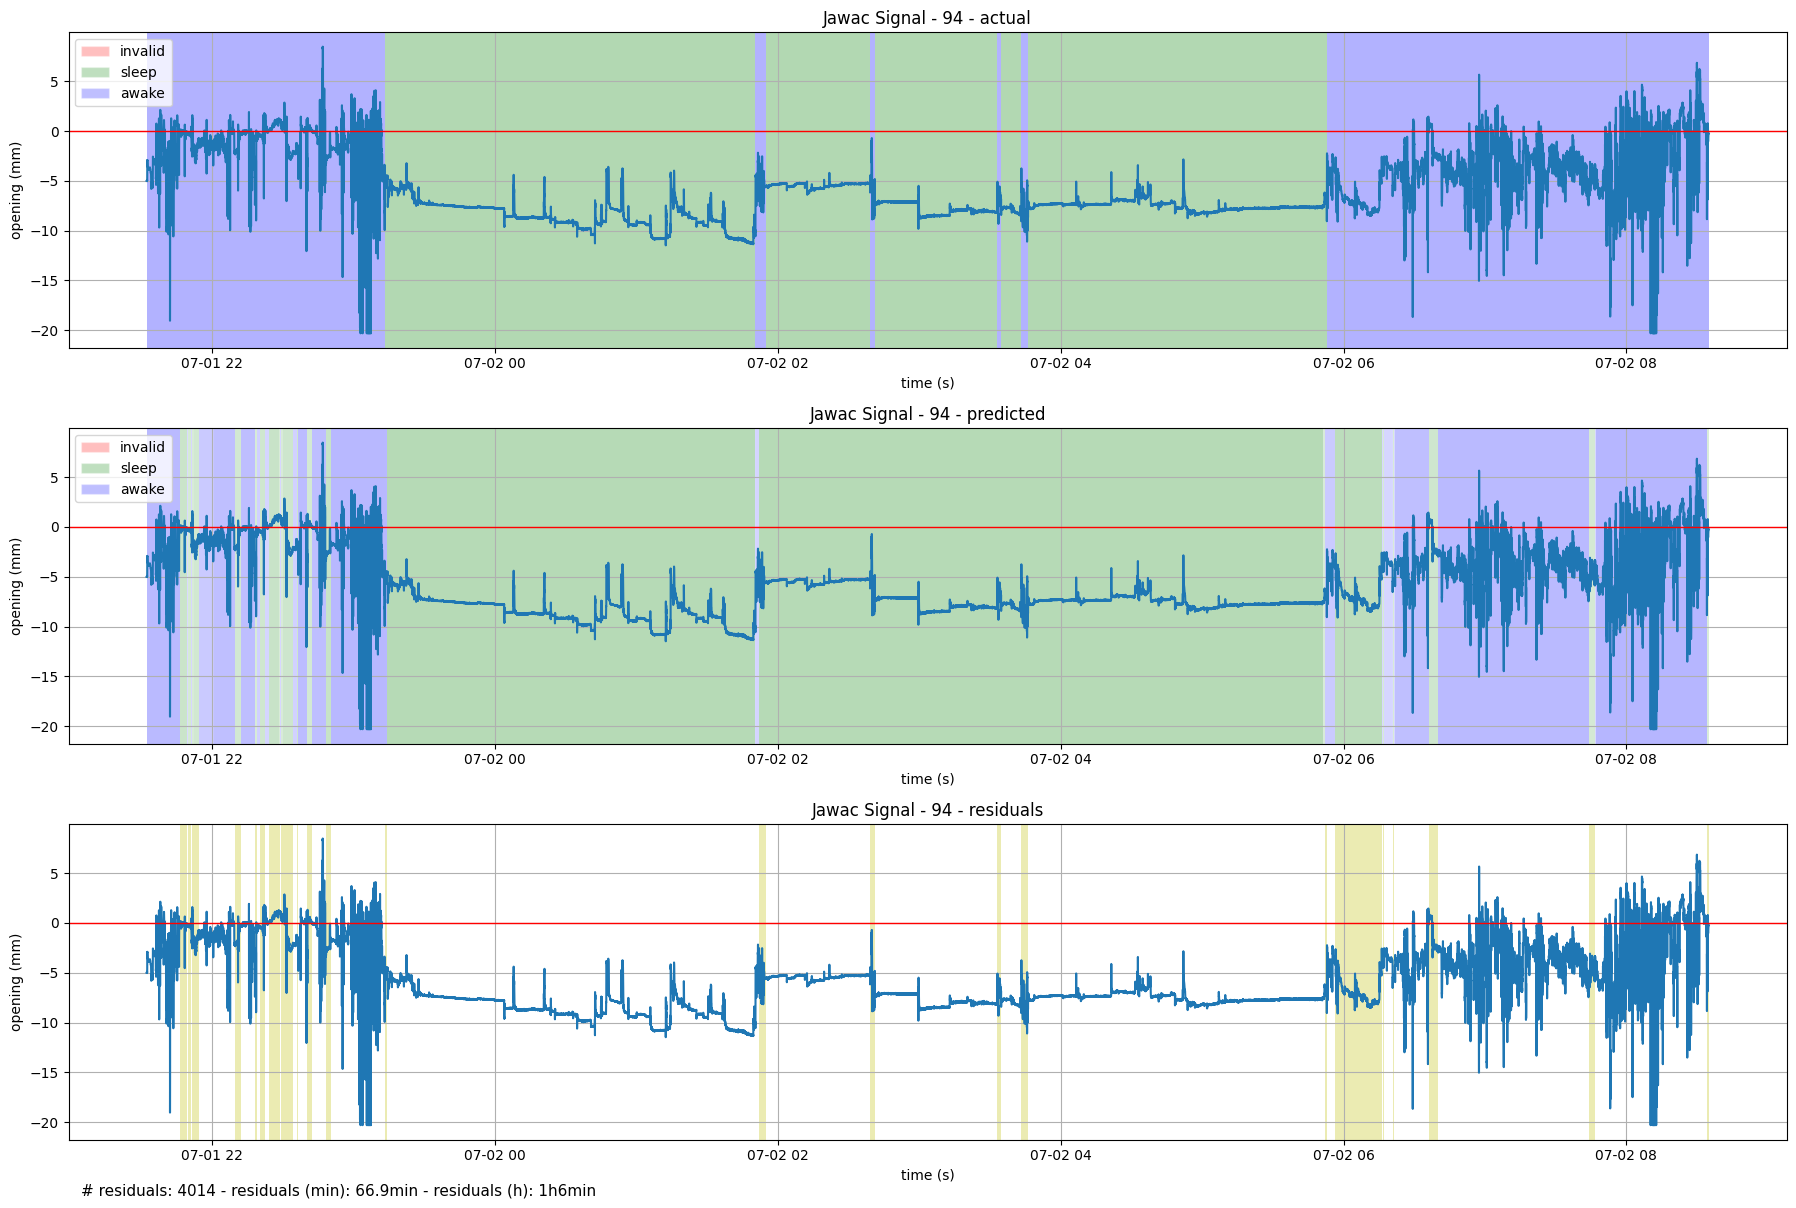 Jawac Signal - 94 - actual
invalid
sleep
awake
5
0
−5
−10
−15
−20
opening (mm)
07-01 22
07-02 00
07-02 02
07-02 04
07-02 06
07-02 08
time (s)
Jawac Signal - 94 - predicted
invalid
sleep
awake
5
0
−5
−10
−15
−20
opening (mm)
07-01 22
07-02 00
07-02 02
07-02 04
07-02 06
07-02 08
time (s)
Jawac Signal - 94 - residuals
5
0
−5
−10
−15
−20
opening (mm)
07-01 22
07-02 00
07-02 02
07-02 04
07-02 06
07-02 08
time (s)
# residuals: 4014 - residuals (min): 66.9min - residuals (h): 1h6min